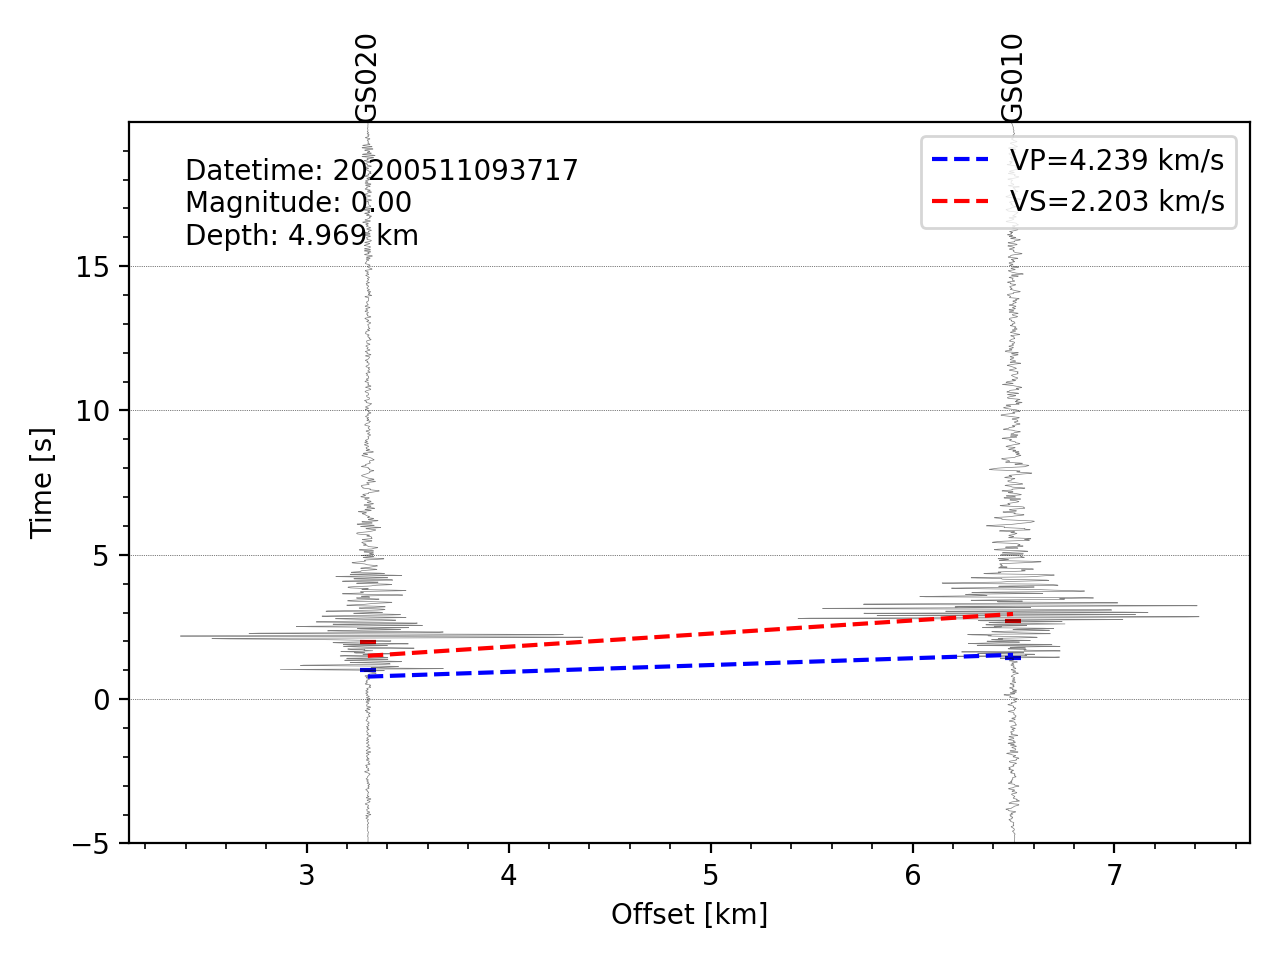 GS020
GS010
Datetime: 20200511093717
Magnitude: 0.00
Depth: 4.969 km
VP=4.239 km/s
VS=2.203 km/s
15
10
5
0
−5
Time [s]
3 4 5 6 7
Offset [km]